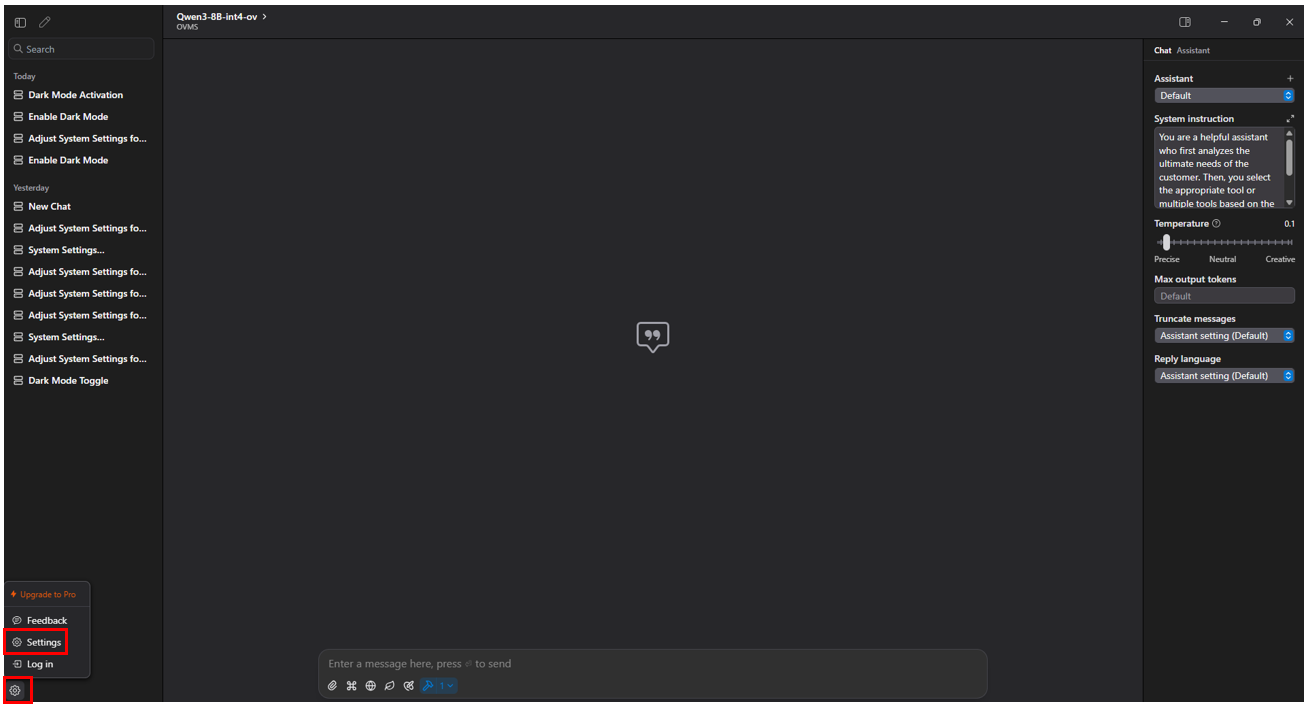 Qwen3-8B-int4-ov
OVMS
Search
Today
Dark Mode Activation
Enable Dark Mode
Adjust System Settings fo...
Enable Dark Mode
Yesterday
New Chat
Adjust System Settings fo...
System Settings...
Adjust System Settings fo...
Adjust System Settings fo...
Adjust System Settings fo...
System Settings...
Adjust System Settings fo...
Dark Mode Toggle
Upgrade to Pro
Feedback
Settings
Log in
Enter a message here, press ⏎ to send
1
Chat Assistant
Assistant
Default
System instruction
You are a helpful assistant
who first analyzes the
ultimate needs of the
customer. Then, you select
the appropriate tool or
multiple tools based on the
Temperature 0.1
Precise Neutral Creative
Max output tokens
Default
Truncate messages
Assistant setting (Default)
Reply language
Assistant setting (Default)